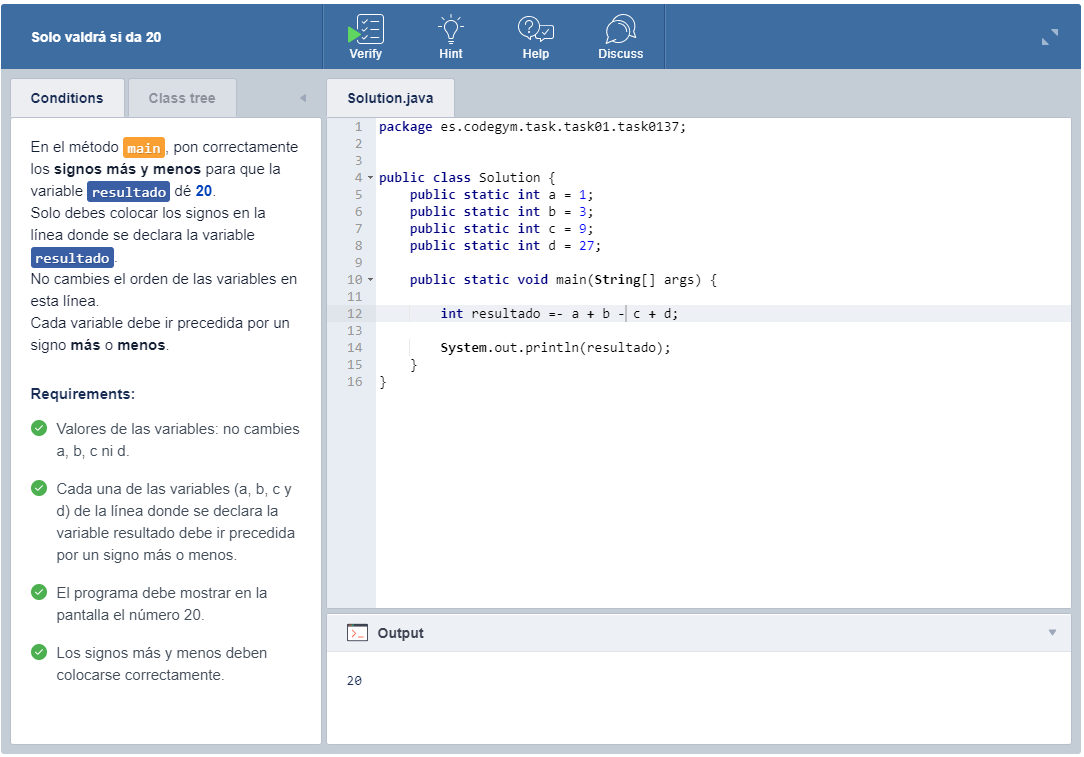 Solo valdrá si da 20
Verify
Hint
Help
Discuss
Conditions
Class tree
En el método main, pon correctamente
los signos más y menos para que la
variable resultado dé 20.
Solo debes colocar los signos en la
línea donde se declara la variable
resultado.
No cambies el orden de las variables en
esta línea.
Cada variable debe ir precedida por un
signo más o menos.
Requirements:
Valores de las variables: no cambies
a, b, c ni d.
Cada una de las variables (a, b, c y
d) de la línea donde se declara la
variable resultado debe ir precedida
por un signo más o menos.
El programa debe mostrar en la
pantalla el número 20.
Los signos más y menos deben
colocarse correctamente.
Solution.java
1 package es.codegym.task.task01.task0137;
2
3
4 public class Solution {
5 public static int a = 1;
6 public static int b = 3;
7 public static int c = 9;
8 public static int d = 27;
9
10 public static void main(String[] args) {
11
12 int resultado =- a + b - c + d;
13
14 System.out.println(resultado);
15 }
16 }
Output
20